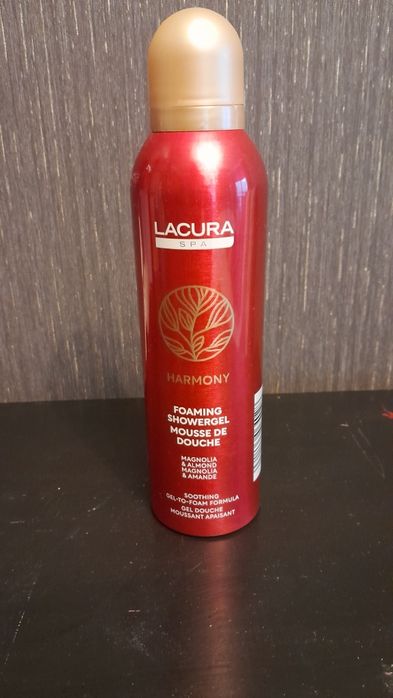 LACURA
SPA
HARMONY
FOAMING
SHOWERGEL
MOUSSE DE
DOUCHE
MAGNOLIA
& ALMOND
MAGNOLIA
& AMANDE
SOOTHING
GEL-TO-FOAM FORMULA
GEL DOUCHE
MOUSSANT APAISANT